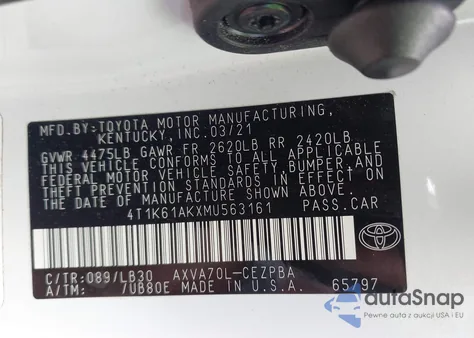 MFD.BY:TOYOTA MOTOR MANUFACTURING,
KENTUCKY, INC.03/21
GVWR 4475LB GAWR FR 2620LB RR 2420LB
THIS VEHICLE CONFORMS TO ALL APPLICABLE
FEDERAL MOTOR VEHICLE SAFETY,BUMPER,AND
THEFT PREVENTION STANDARDS IN EFFECT ON THE
DATE OF MANUFACTURE SHOWN ABOVE.
4T1K61AKXMU563161 PASS.CAR
TOYOTA
C/TR:089/LB30 AXVA70L-CEZPBA
A/TM: 7UB80E MADE IN U.S.A. 65797
autaSnap
Pewne auta z aukcji USA i EU